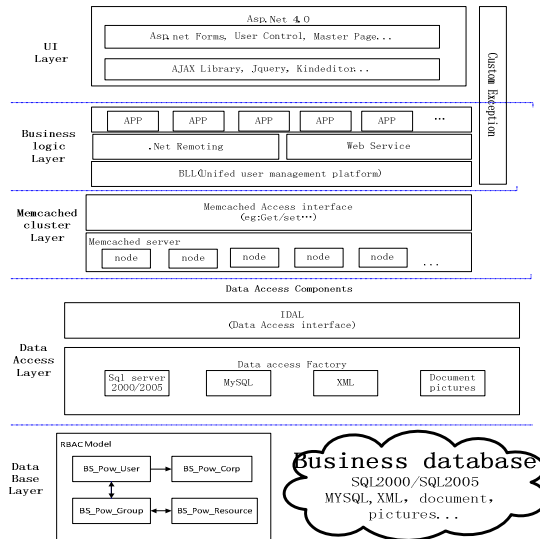 Asp.Net 4.0
Asp.net Forms, User Control, Master Page...
UI
Layer
AJAX Library, Jquery, Kindeditor...
Custom Exception
Business
logic
Layer
APP APP APP APP APP ...
.Net Remoting Web Service
BLL(Unifed user management platform)
Memcached
cluster
Layer
Memcached Access interface
(eg:Get/set...)
Memcached server
node node node node node ...
Data Access Components
IDAL
(Data Access interface)
Data
Access
Layer
Data access Factory
Sql server
2000/2005
MySQL
XML
Document
pictures
Data
Base
Layer
RBAC Model
BS_Pow_User BS_Pow_Corp
BS_Pow_Group BS_Pow_Resource
Business database
SQL2000/SQL2005
MYSQL,XML, document,
pictures...